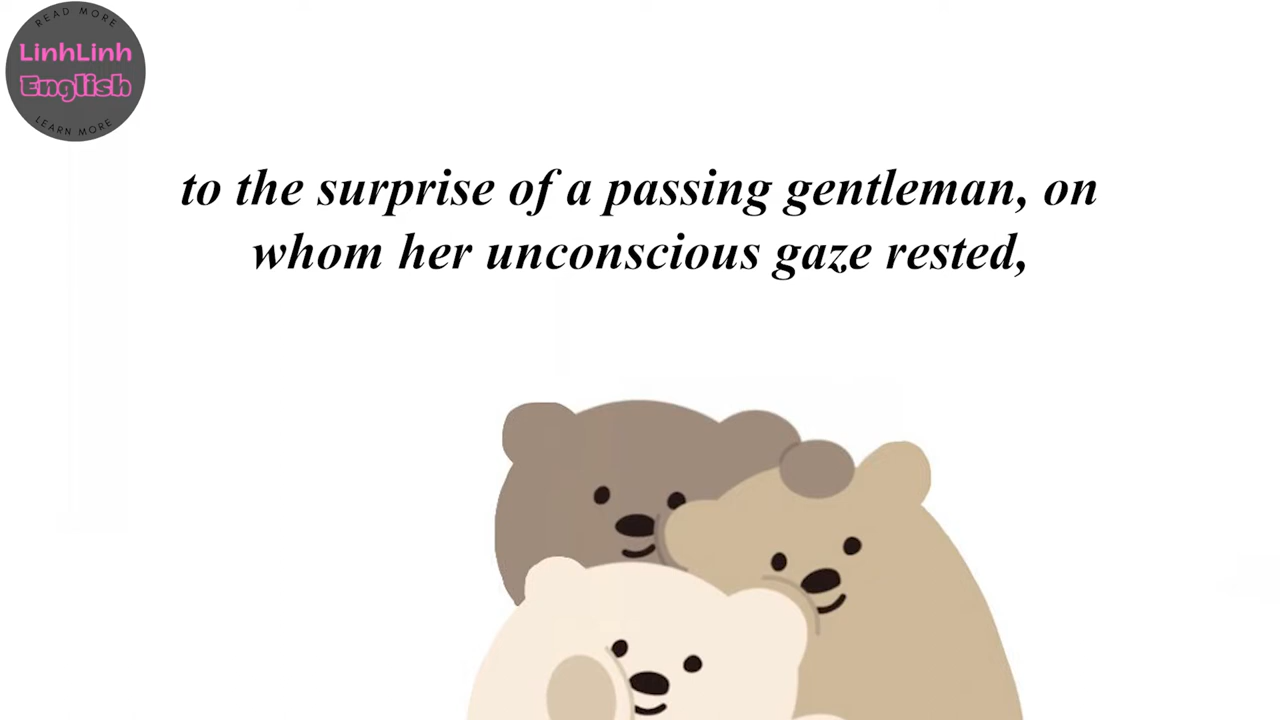 READ MORE
LinhLinh
English
LEARN MORE
to the surprise of a passing gentleman, on
whom her unconscious gaze rested,